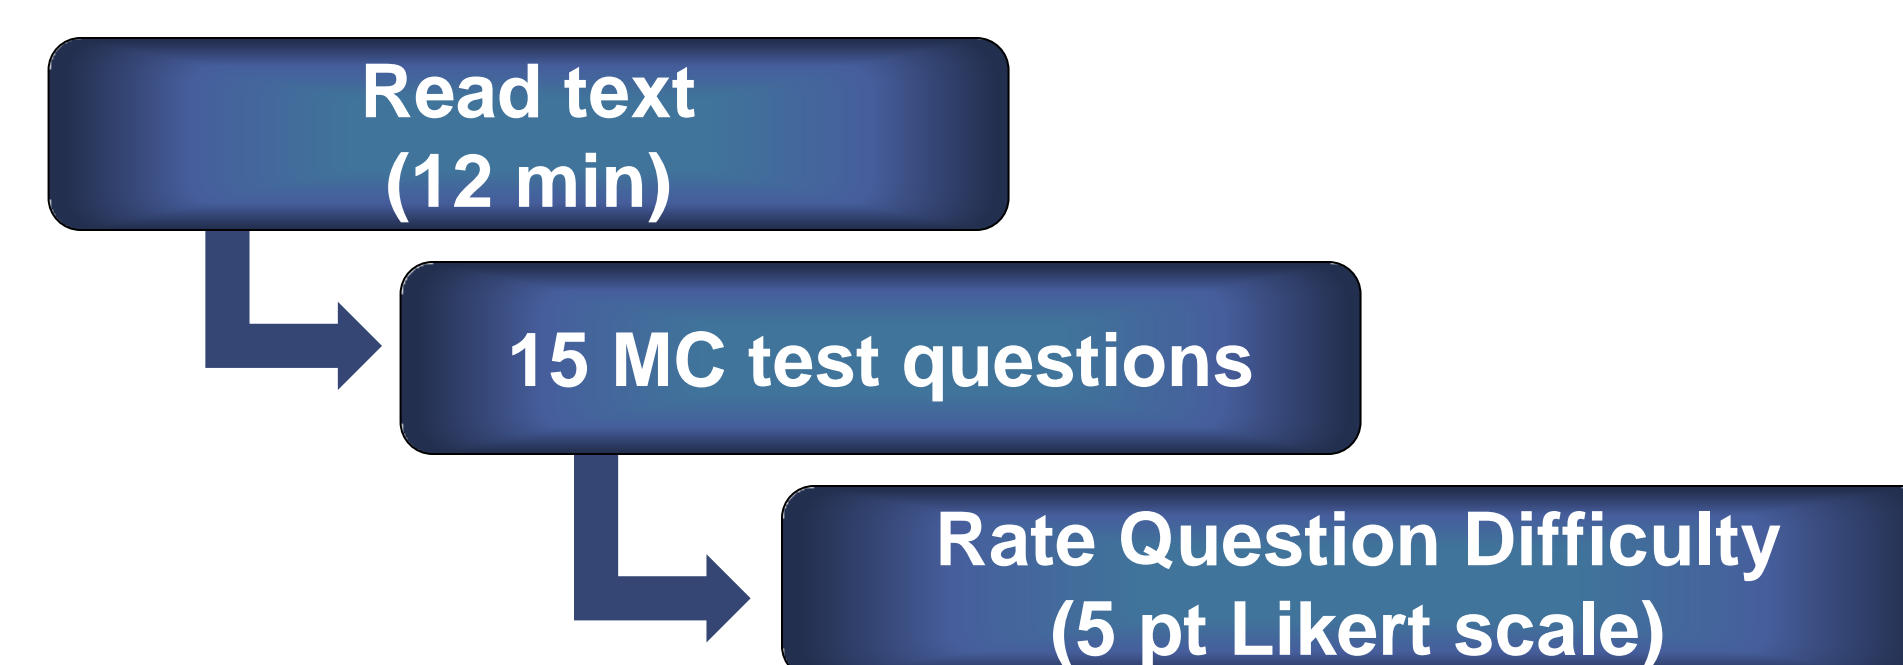 Read text
(12 min)
15 MC test questions
Rate Question Difficulty
(5 pt Likert scale)